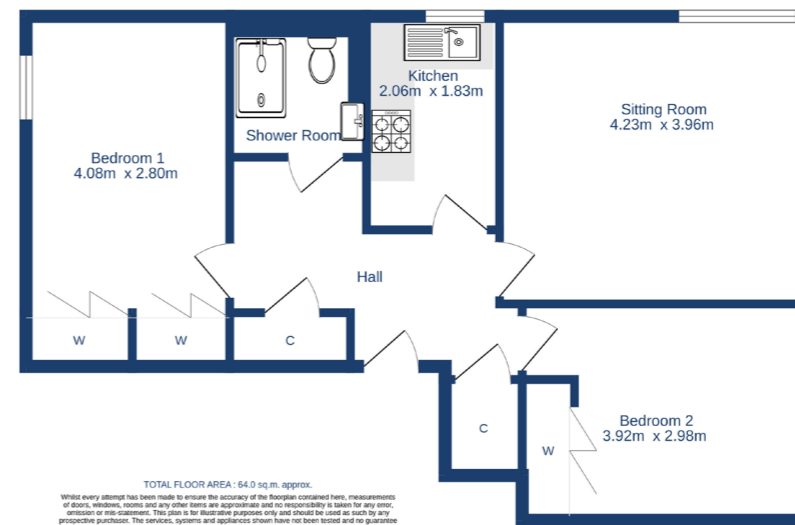 Kitchen
2.06m x 1.83m
Sitting Room
4.23m x 3.96m
Shower Room
Bedroom 1
4.08m x 2.80m
Hall
W
W
C
C
W
Bedroom 2
3.92m x 2.98m
TOTAL FLOOR AREA : 64.0 sq.m. approx.
Whilst every attempt has been made to ensure the accuracy of the floorplan contained here, measurements
of doors, windows, rooms and any other items are approximate and no responsibility is taken for any error,
omission or mis-statement. This plan is for illustrative purposes only and should be used as such by any
prospective purchaser. The services, systems and appliances shown have not been tested and no guarantee